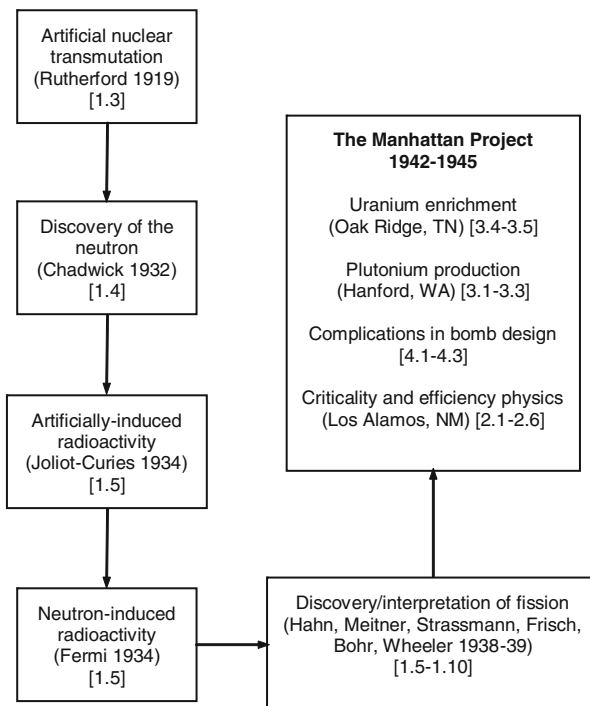 Artificial nuclear
transmutation
(Rutherford 1919)
[1.3]
Discovery of the
neutron
(Chadwick 1932)
[1.4]
Artificially-induced
radioactivity
(Joliot-Curies 1934)
[1.5]
Neutron-induced
radioactivity
(Fermi 1934)
[1.5]
Discovery/interpretation of fission
(Hahn, Meitner, Strassmann, Frisch,
Bohr, Wheeler 1938-39)
[1.5-1.10]
The Manhattan Project
1942-1945
Uranium enrichment
(Oak Ridge, TN) [3.4-3.5]
Plutonium production
(Hanford, WA) [3.1-3.3]
Complications in bomb design
[4.1-4.3]
Criticality and efficiency physics
(Los Alamos, NM) [2.1-2.6]